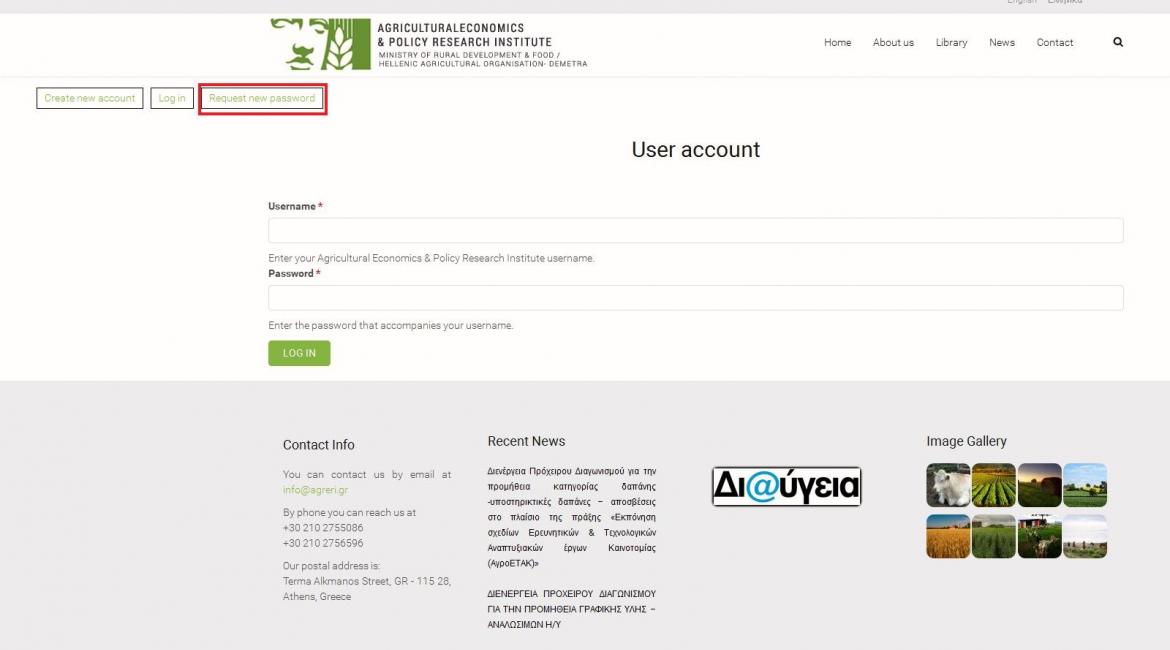 English Ελληνικά
AGRICULTURALECONOMICS
& POLICY RESEARCH INSTITUTE
MINISTRY OF RURAL DEVELOPMENT & FOOD /
HELLENIC AGRICULTURAL ORGANISATION- DEMETRA
Home About us Library News Contact
Create new account Log in Request new password
User account
Username *
Enter your Agricultural Economics & Policy Research Institute username.
Password *
Enter the password that accompanies your username.
LOG IN
Contact Info
You can contact us by email at
info@agreri.gr
By phone you can reach us at
+30 210 2755086
+30 210 2756596
Our postal address is:
Terma Alkmanos Street, GR - 115 28,
Athens, Greece
Recent News
Διενέργεια Πρόχειρου Διαγωνισμού για την
προμήθεια κατηγορίας δαπάνης
-υποστηρικτικές δαπάνες – αποσβέσεις
στο πλαίσιο της πράξης «Εκπόνηση
σχεδίων Ερευνητικών & Τεχνολογικών
Αναπτυξιακών έργων Καινοτομίας
(ΑγροΕΤΑΚ)»
ΔΙΕΝΕΡΓΕΙΑ ΠΡΟΧΕΙΡΟΥ ΔΙΑΓΩΝΙΣΜΟΥ
ΓΙΑ ΤΗΝ ΠΡΟΜΗΘΕΙΑ ΓΡΑΦΙΚΗΣ ΥΛΗΣ –
ΑΝΑΛΩΣΙΜΩΝ Η/Υ
Δι@ύγεια
Image Gallery